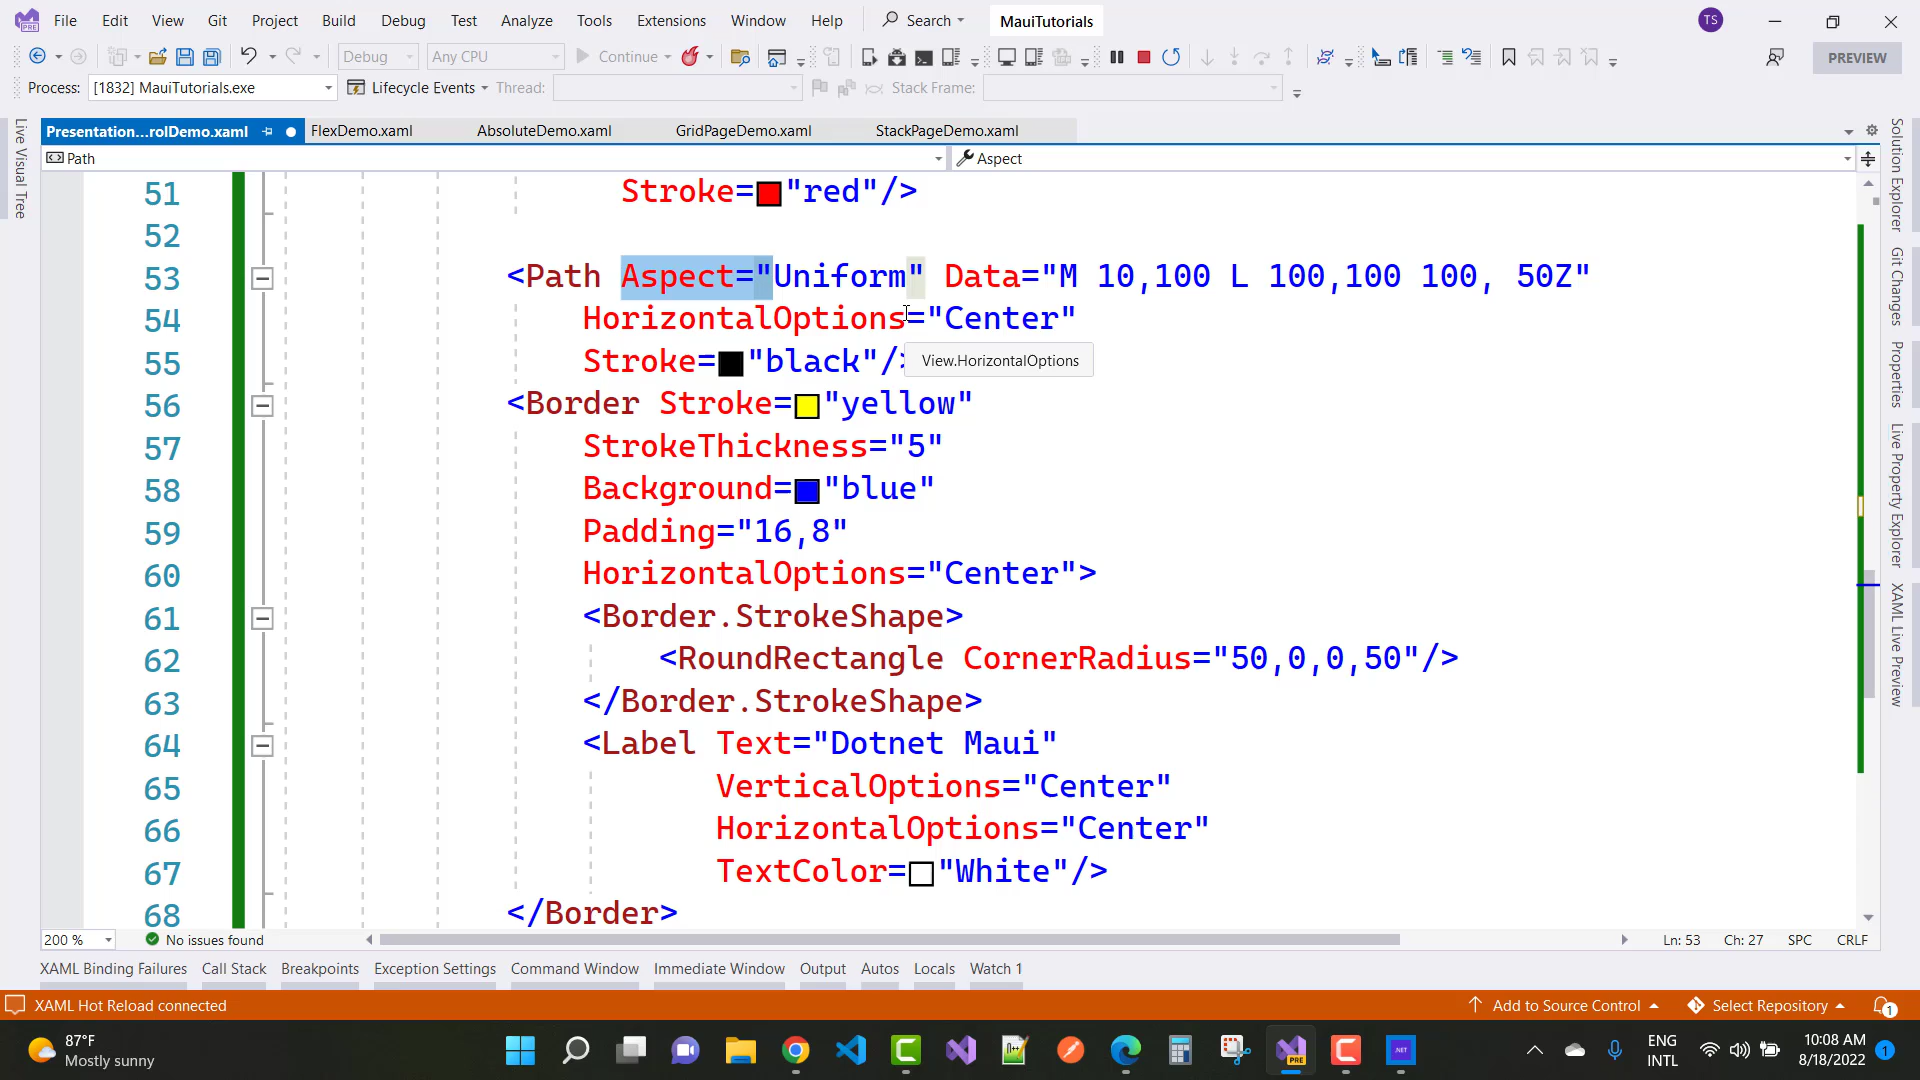 File Edit View Git Project Build Debug Test Analyze Tools Extensions Window Help Search MauiTutorials TS
Debug Any CPU Continue PREVIEW
Process: [1832] MauiTutorials.exe Lifecycle Events Thread: Stack Frame:
Presentation...rolDemo.xaml FlexDemo.xaml AbsoluteDemo.xaml GridPageDemo.xaml StackPageDemo.xaml
Path Aspect
Live Visual Tree
51 Stroke="red"/>
52
53 <Path Aspect="Uniform" Data="M 10,100 L 100,100 100, 50Z"
54 HorizontalOptions="Center"
55 Stroke="black"/>
View.HorizontalOptions
56 <Border Stroke="yellow"
57 StrokeThickness="5"
58 Background="blue"
59 Padding="16,8"
60 HorizontalOptions="Center">
61 <Border.StrokeShape>
62 <RoundRectangle CornerRadius="50,0,0,50"/>
63 </Border.StrokeShape>
64 <Label Text="Dotnet Maui"
65 VerticalOptions="Center"
66 HorizontalOptions="Center"
67 TextColor="White"/>
68 </Border>
Solution Explorer
Git Changes
Properties
Live Property Explorer
XAML Live Preview
200 % No issues found Ln: 53 Ch: 27 SPC CRLF
XAML Binding Failures Call Stack Breakpoints Exception Settings Command Window Immediate Window Output Autos Locals Watch 1
XAML Hot Reload connected Add to Source Control Select Repository 1
87°F
Mostly sunny
PRE
.NET
ENG
INTL
10:08 AM
8/18/2022
1